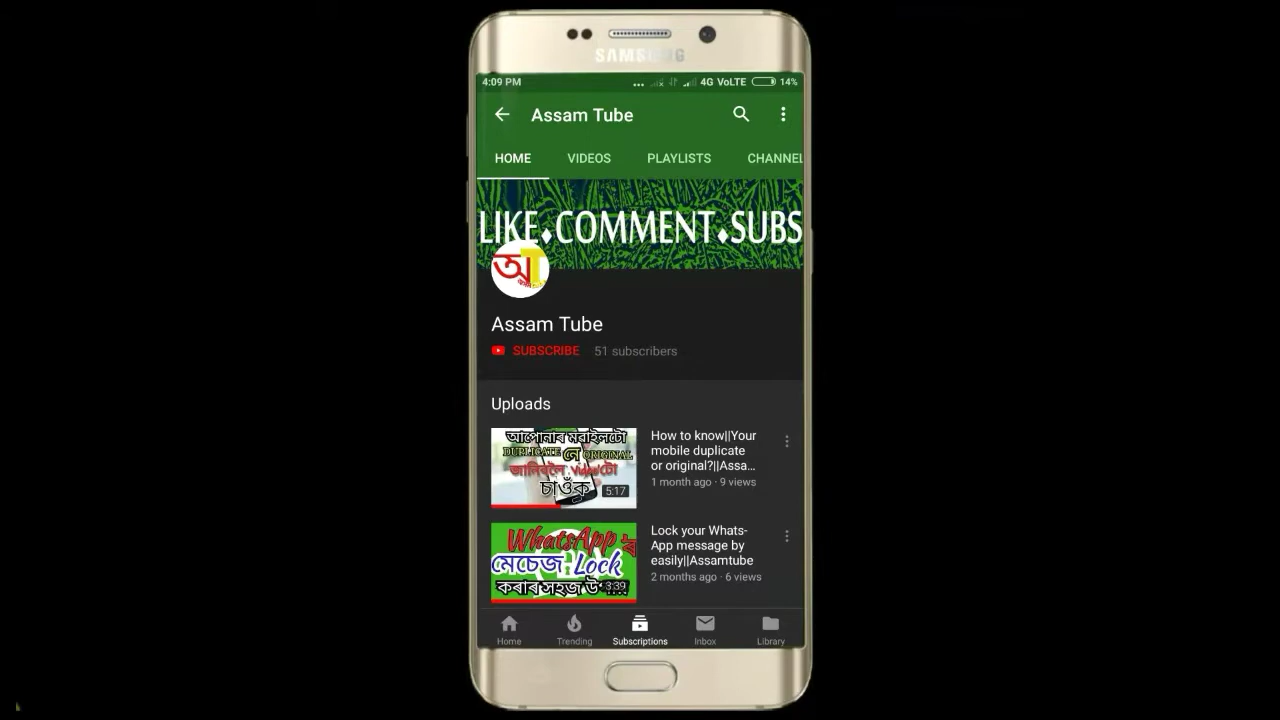 SAMSUNG
4:09 PM
4G VoLTE 14%
Assam Tube
HOME VIDEOS PLAYLISTS CHANNEL
LIKE♦COMMENT♦SUBS
অT
Assam Tube
SUBSCRIBE 51 subscribers
Uploads
আপোনাৰ মবাইলটো
DUPLICATE নে ORIGINAL
জানিবলৈ Videoটো
চাওঁক
5:17
How to know||Your
mobile duplicate
or original?||Assa...
1 month ago · 9 views
WhatsApp ৰ
মেচেজ Lock
কৰাৰ সহজ
3:39
Lock your Whats-
App message by
easily||Assamtube
2 months ago · 6 views
Home Trending Subscriptions Inbox Library